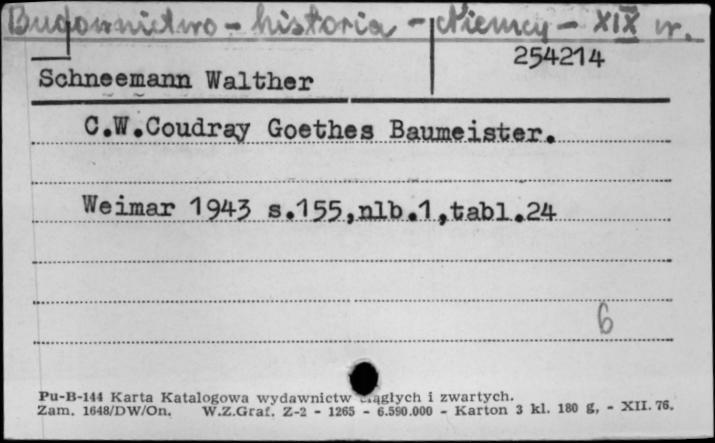 Budownictwo - historia - Niemcy - XIX w.
254214
Schneemann Walther
C.W.Coudray Goethes Baumeister.
Weimar 1943 s.155,nlb.1,tabl.24
6
Pu-B-144 Karta Katalogowa wydawnictw ciągłych i zwartych.
Zam. 1648/DW/On. W.Z.Graf. Z-2 - 1265 - 6.590.000 - Karton 3 kl. 180 g, - XII. 76.